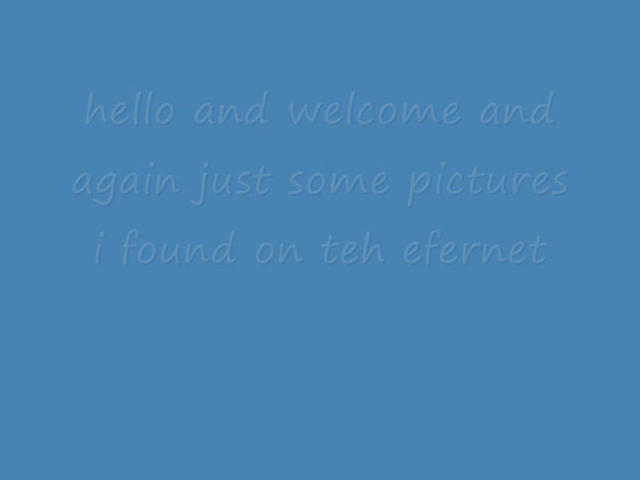 hello and welcome and
again just some pictures
i found on teh efernet